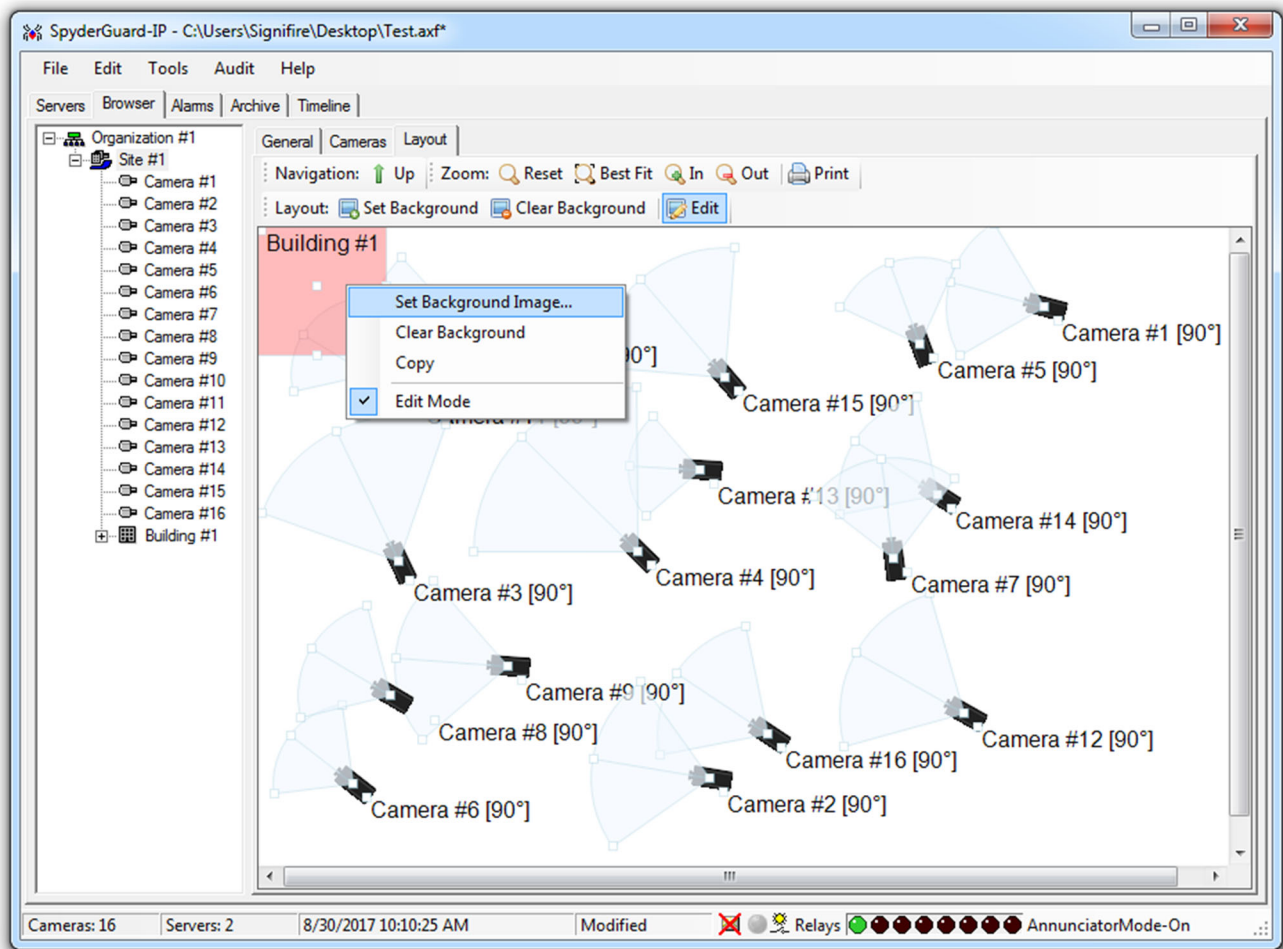 SpyderGuard-IP - C:\Users\Signifire\Desktop\Test.axf*
File Edit Tools Audit Help
Servers Browser Alarms Archive Timeline
Organization #1
Site #1
Camera #1
Camera #2
Camera #3
Camera #4
Camera #5
Camera #6
Camera #7
Camera #8
Camera #9
Camera #10
Camera #11
Camera #12
Camera #13
Camera #14
Camera #15
Camera #16
Building #1
General Cameras Layout
Navigation: Up Zoom: Reset Best Fit In Out Print
Layout: Set Background Clear Background Edit
Building #1
Set Background Image...
Clear Background
Copy
Edit Mode
Camera #1 [90°]
Camera #5 [90°]
Camera #15 [90°]
Camera #13 [90°]
Camera #14 [90°]
Camera #4 [90°]
Camera #7 [90°]
Camera #3 [90°]
Camera #9 [90°]
Camera #8 [90°]
Camera #12 [90°]
Camera #16 [90°]
Camera #2 [90°]
Camera #6 [90°]
Cameras: 16 Servers: 2 8/30/2017 10:10:25 AM Modified Relays AnnunciatorMode-On